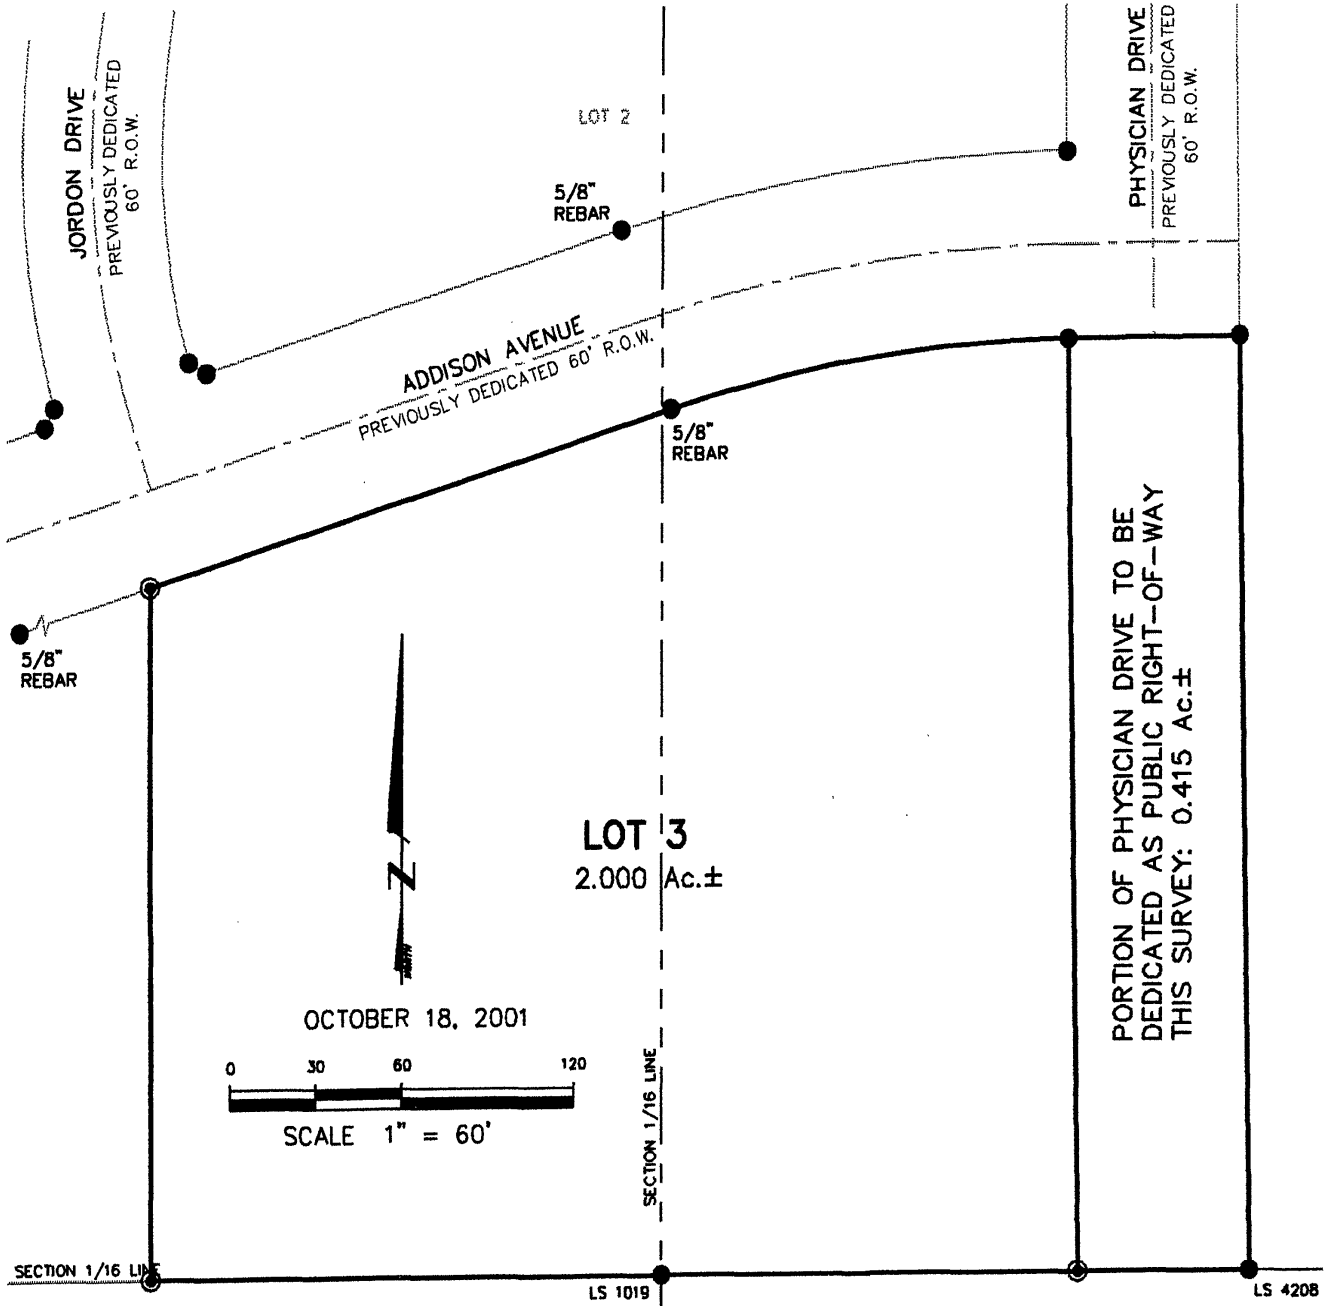 JORDON DRIVE
PREVIOUSLY DEDICATED
60' R.O.W.
LOT 2
PHYSICIAN DRIVE
PREVIOUSLY DEDICATED
60' R.O.W.
5/8"
REBAR
ADDISON AVENUE
PREVIOUSLY DEDICATED 60' R.O.W.
5/8"
REBAR
5/8"
REBAR
PORTION OF PHYSICIAN DRIVE TO BE
DEDICATED AS PUBLIC RIGHT-OF-WAY
THIS SURVEY: 0.415 Ac.±
LOT 3
2.000 Ac.±
N
OCTOBER 18, 2001
0 30 60 120
SCALE 1" = 60'
SECTION 1/16 LINE
SECTION 1/16 LINE
LS 1019
LS 4208